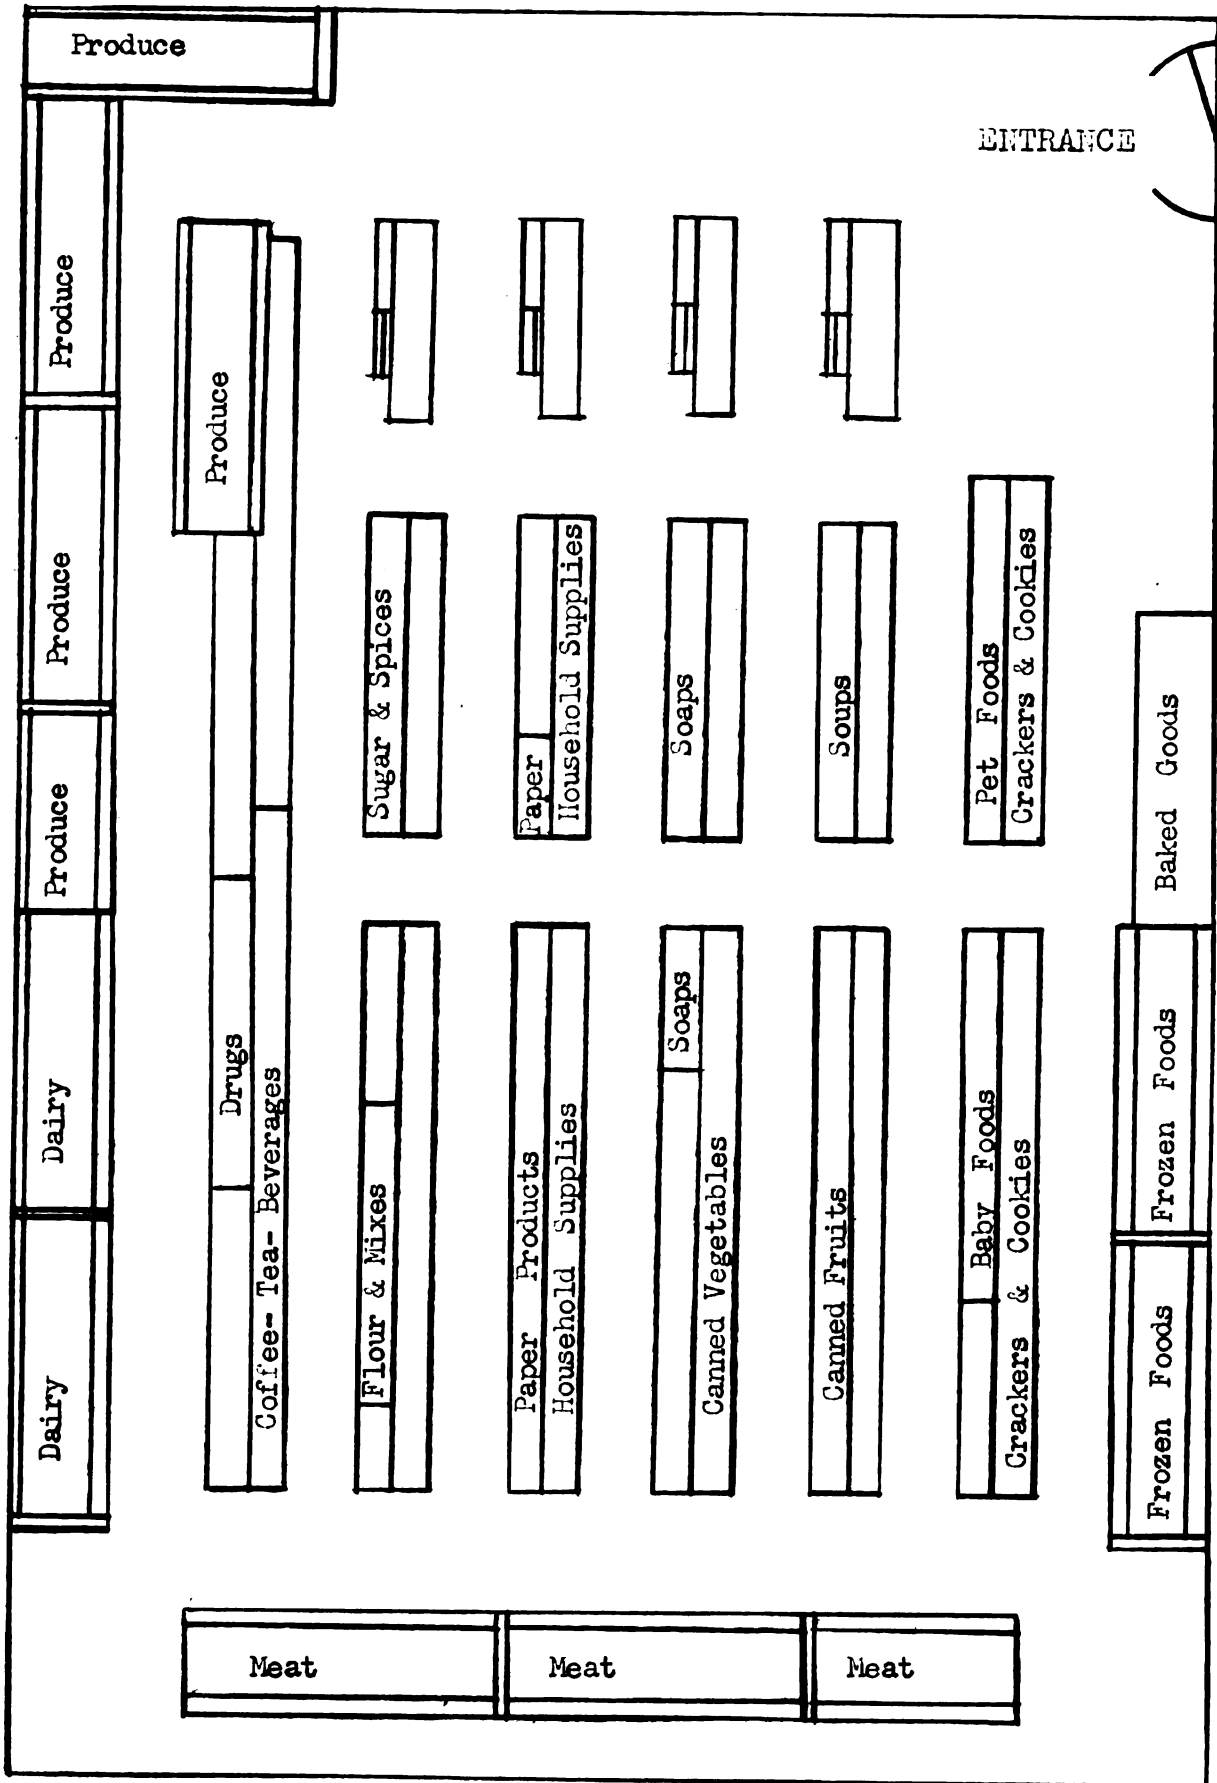 Produce
ENTRANCE
Produce
Produce
Produce
Produce
Dairy
Dairy
Drugs
Coffee- Tea- Beverages
Sugar & Spices
Flour & Mixes
Paper
Household Supplies
Paper Products
Household Supplies
Soaps
Soaps
Canned Vegetables
Soups
Canned Fruits
Pet Foods
Crackers & Cookies
Baby Foods
Crackers & Cookies
Baked Goods
Frozen Foods
Frozen Foods
Meat
Meat
Meat